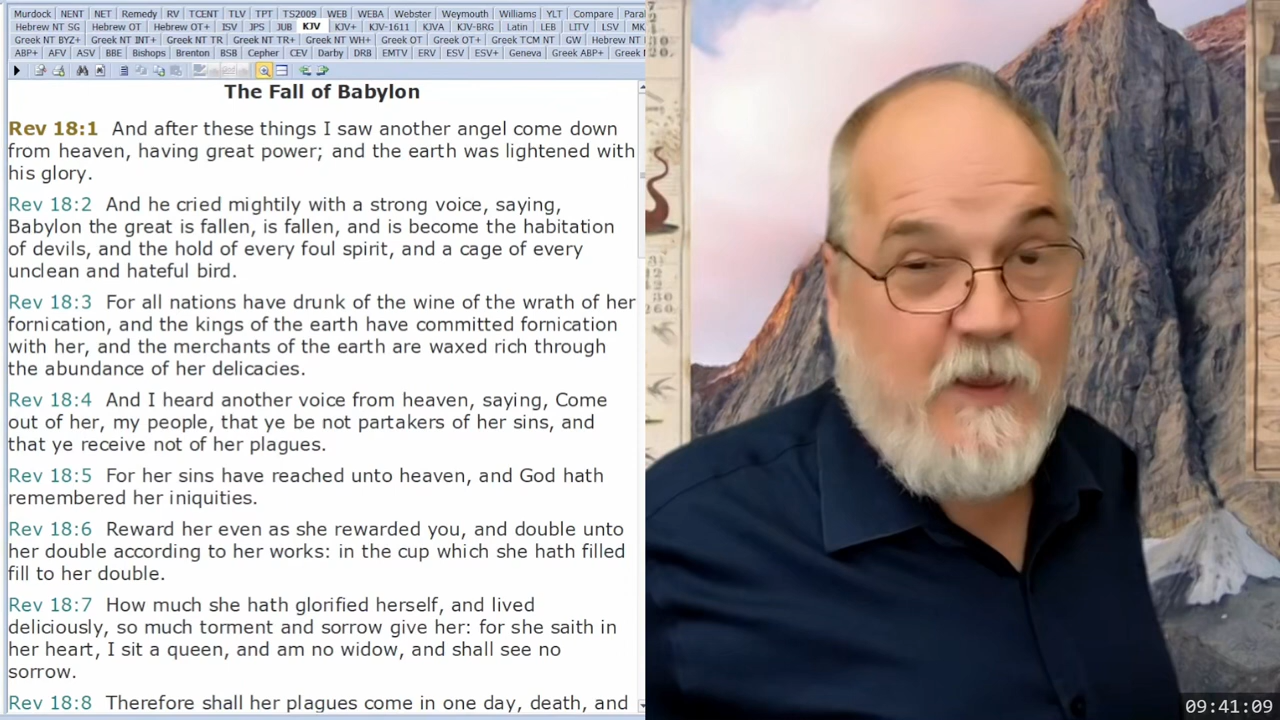 Murdock NENT NET Remedy RV TCENT TLV TPT TS2009 WEB WEBA Webster Weymouth Williams YLT Compare Paral
Hebrew NT SG Hebrew OT Hebrew OT+ ISV JPS JUB KJV KJV+ KJV-1611 KJVA KJV-BRG Latin LEB LITV LSV MK
Greek NT BYZ+ Greek NT INT+ Greek NT TR Greek NT TR+ Greek NT WH+ Greek OT Greek OT+ Greek TCM NT GW Hebrew NT
ABP+ AFV ASV BBE Bishops Brenton BSB Cepher CEV Darby DRB EMTV ERV ESV ESV+ Geneva Greek ABP+ Greek
The Fall of Babylon
Rev 18:1 And after these things I saw another angel come down
from heaven, having great power; and the earth was lightened with
his glory.
Rev 18:2 And he cried mightily with a strong voice, saying,
Babylon the great is fallen, is fallen, and is become the habitation
of devils, and the hold of every foul spirit, and a cage of every
unclean and hateful bird.
Rev 18:3 For all nations have drunk of the wine of the wrath of her
fornication, and the kings of the earth have committed fornication
with her, and the merchants of the earth are waxed rich through
the abundance of her delicacies.
Rev 18:4 And I heard another voice from heaven, saying, Come
out of her, my people, that ye be not partakers of her sins, and
that ye receive not of her plagues.
Rev 18:5 For her sins have reached unto heaven, and God hath
remembered her iniquities.
Rev 18:6 Reward her even as she rewarded you, and double unto
her double according to her works: in the cup which she hath filled
fill to her double.
Rev 18:7 How much she hath glorified herself, and lived
deliciously, so much torment and sorrow give her: for she saith in
her heart, I sit a queen, and am no widow, and shall see no
sorrow.
Rev 18:8 Therefore shall her plagues come in one day, death, and
09:41:09